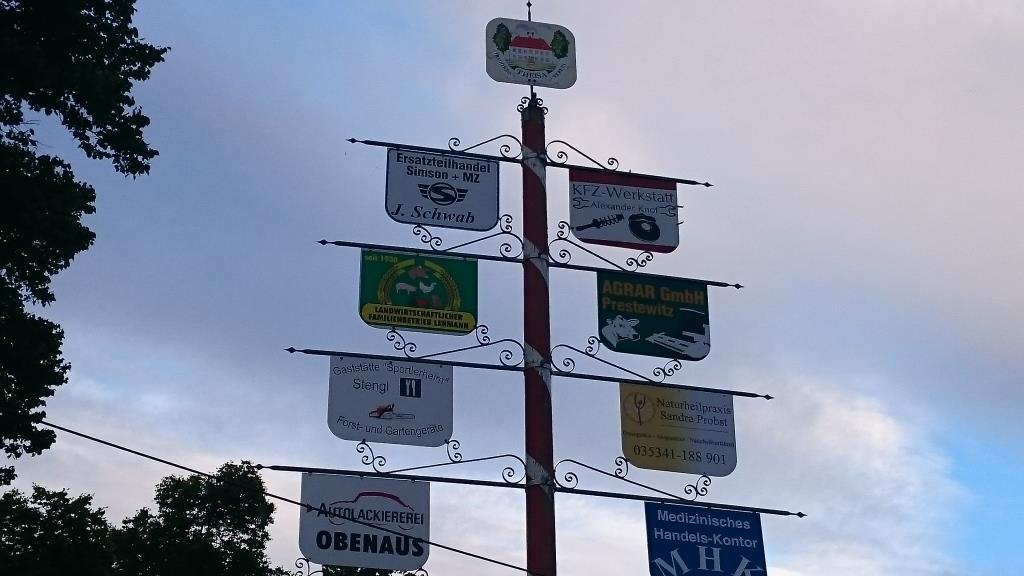 THEISA
Ersatzteilhandel
Simson + MZ
S
J. Schwab
KFZ-Werkstatt
Alexander Knof
seit 1930
LANDWIRTSCHAFTLICHER
FAMILIENBETRIEB LEHMANN
AGRAR GmbH
Prestewitz
Gaststätte "Sportlerheim"
Stengl
Forst- und Gartengeräte
Naturheilpraxis
Sandra Probst
035341-188 901
AUTOLACKIEREREI
OBENAUS
Medizinisches
Handels-Kontor
MHK